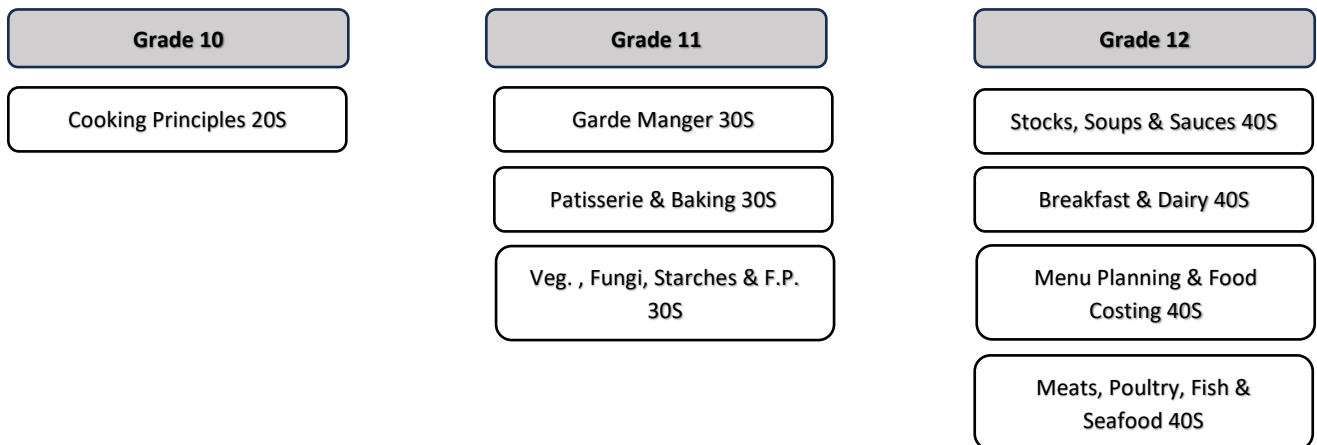 Grade 10
Cooking Principles 20S
Grade 11
Garde Manger 30S
Patisserie & Baking 30S
Veg. , Fungi, Starches & F.P.
30S
Grade 12
Stocks, Soups & Sauces 40S
Breakfast & Dairy 40S
Menu Planning & Food
Costing 40S
Meats, Poultry, Fish &
Seafood 40S